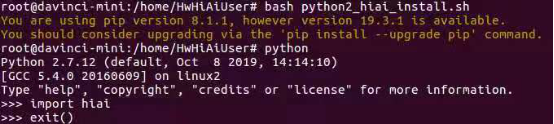 root@davinci-mini:/home/HwHiAiUser# bash python2_hiai_install.sh
You are using pip version 8.1.1, however version 19.3.1 is available.
You should consider upgrading via the 'pip install --upgrade pip' command.
root@davinci-mini:/home/HwHiAiUser# python
Python 2.7.12 (default, Oct  8 2019, 14:14:10)
[GCC 5.4.0 20160609] on linux2
Type "help", "copyright", "credits" or "license" for more information.
>>> import hiai
>>> exit()